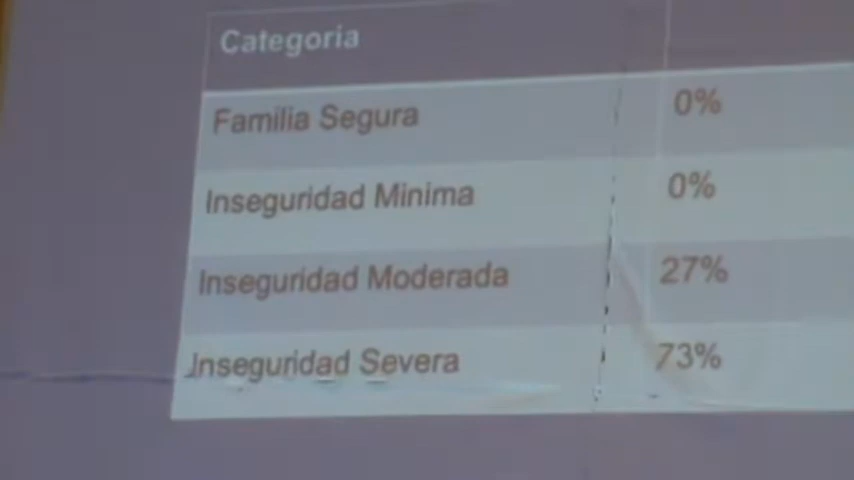 Categoria
Familia Segura 0%
Inseguridad Minima 0%
Inseguridad Moderada 27%
Inseguridad Severa 73%